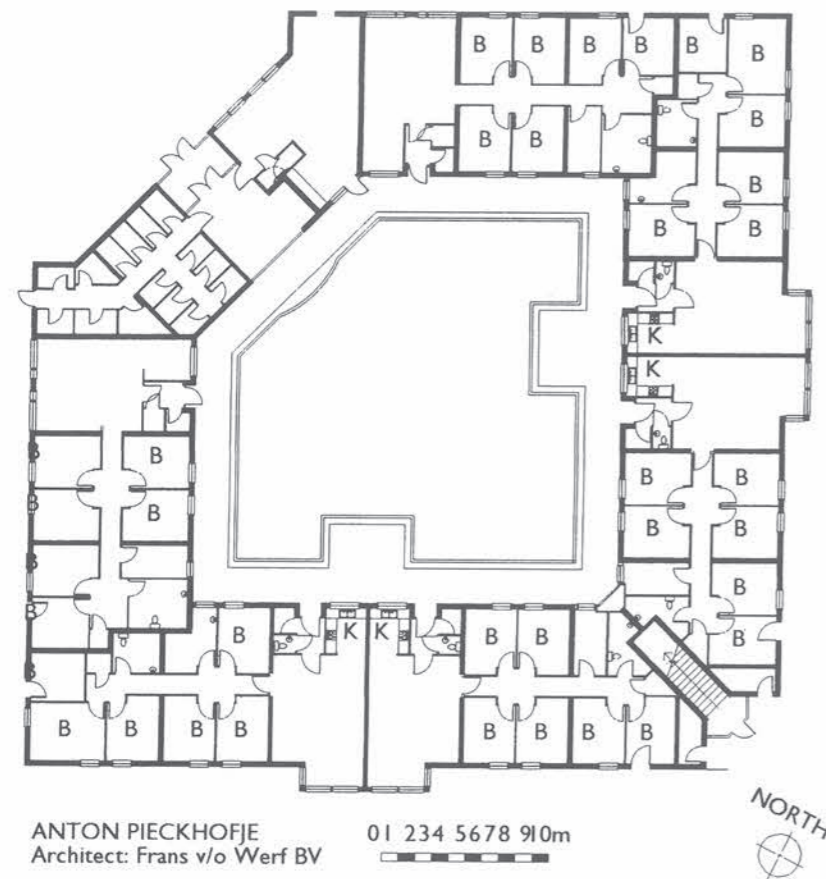 B B B B B
B
B B
B
B B
K
K
B B
B B
B B
B B
B B
B
B K K B B B
B
B B B B B B B B
NORTH
ANTON PIECKHOFJE
Architect: Frans v/o Werf BV
01 234 5678 910m